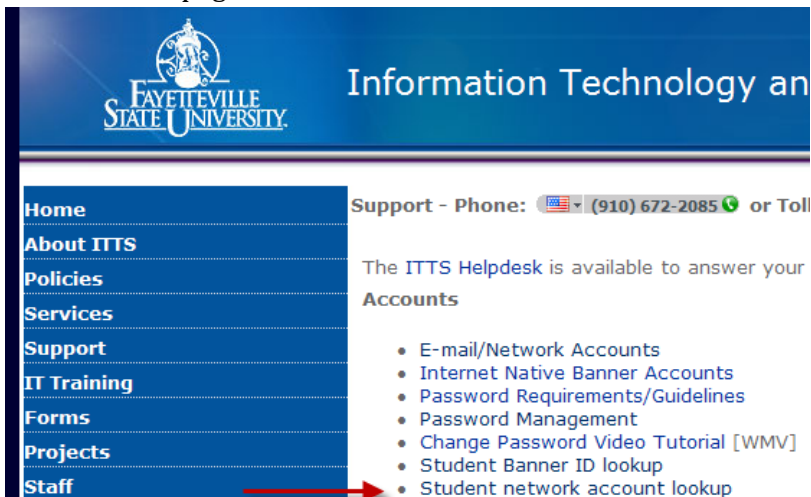 FAYETTEVILLE
STATE UNIVERSITY.
Information Technology an
Home
About ITTS
Policies
Services
Support
IT Training
Forms
Projects
Staff
Support - Phone: (910) 672-2085 or Toll
The ITTS Helpdesk is available to answer your
Accounts
• E-mail/Network Accounts
• Internet Native Banner Accounts
• Password Requirements/Guidelines
• Password Management
• Change Password Video Tutorial [WMV]
• Student Banner ID lookup
• Student network account lookup